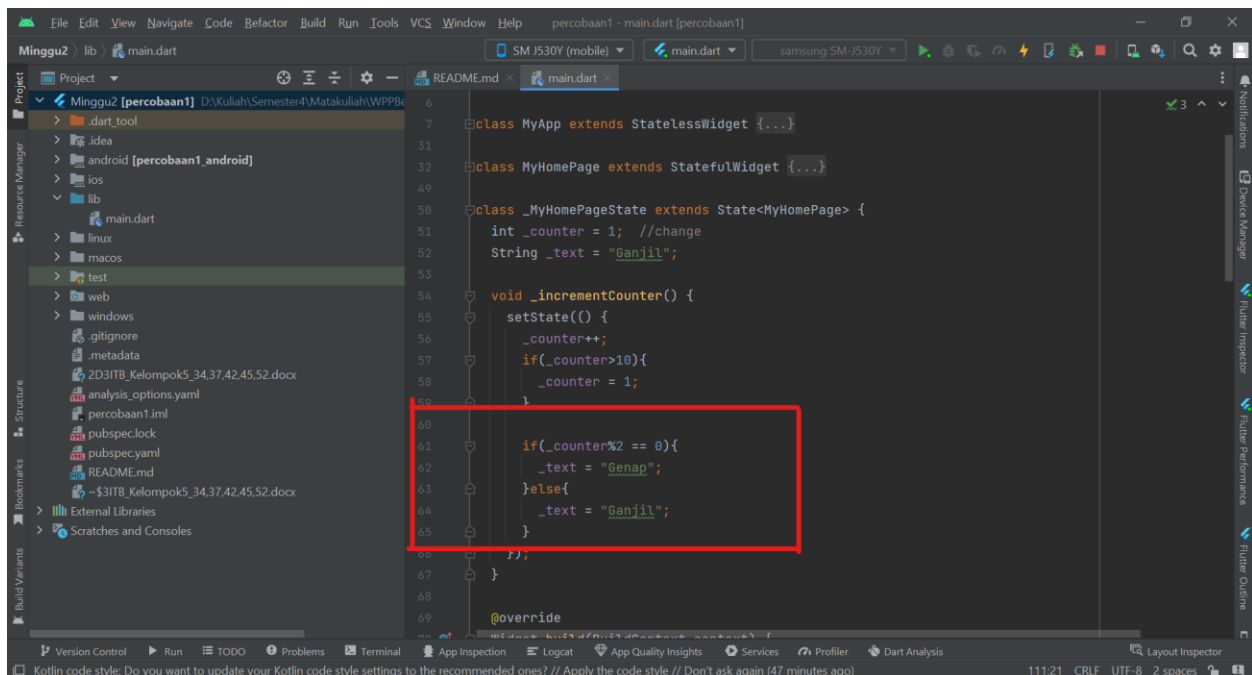 File Edit View Navigate Code Refactor Build Run Tools VCS Window Help percobaan1 - main.dart [percobaan1]
Minggu2 〉 lib 〉 main.dart
SM J530Y (mobile) main.dart samsung SM-J530Y
Project
README.md
main.dart
Minggu2 [percobaan1] D:\Kuliah\Semester4\Matakuliah\WPPBe
.dart_tool
.idea
android [percobaan1_android]
ios
lib
main.dart
linux
macos
test
web
windows
.gitignore
.metadata
2D3ITB_Kelompok5_34,37,42,45,52.docx
analysis_options.yaml
percobaan1.iml
pubspec.lock
pubspec.yaml
README.md
~$3ITB_Kelompok5_34,37,42,45,52.docx
External Libraries
Scratches and Consoles
6
7 class MyApp extends StatelessWidget {...}
31
32 class MyHomePage extends StatefulWidget {...}
49
50 class _MyHomePageState extends State<MyHomePage> {
51 int _counter = 1; //change
52 String _text = "Ganjil";
53
54 void _incrementCounter() {
55 setState(() {
56 _counter++;
57 if(_counter>10){
58 _counter = 1;
59 }
60
61 if(_counter%2 == 0){
62 _text = "Genap";
63 }else{
64 _text = "Ganjil";
65 }
66 });
67 }
68
69 @override
Widget build(BuildContext context) {
3
Project
Resource Manager
Structure
Bookmarks
Build Variants
Notifications
Device Manager
Flutter Inspector
Flutter Performance
Flutter Outline
Version Control Run TODO Problems Terminal App Inspection Logcat App Quality Insights Services Profiler Dart Analysis Layout Inspector
Kotlin code style: Do you want to update your Kotlin code style settings to the recommended ones? // Apply the code style // Don't ask again (47 minutes ago) 111:21 CRLF UTF-8 2 spaces